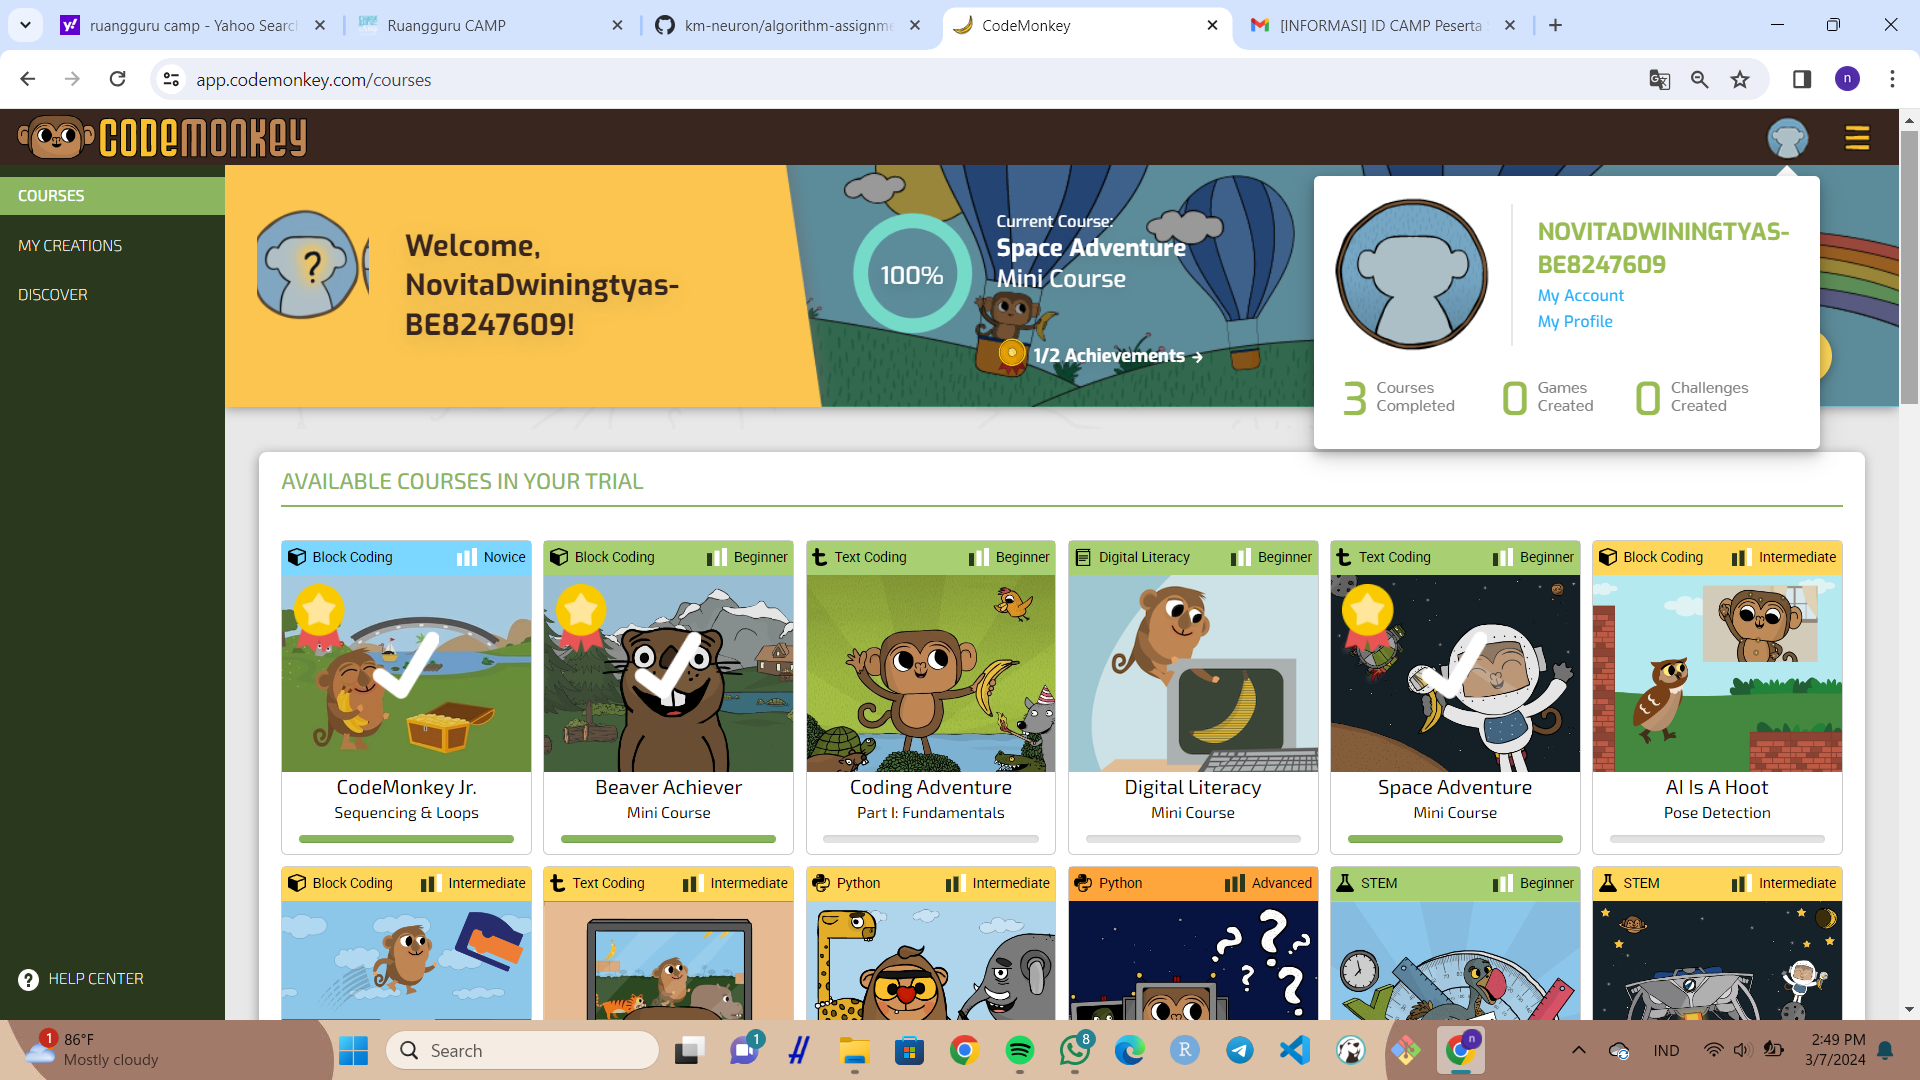 ruangguru camp - Yahoo Searc
Ruangguru CAMP
km-neuron/algorithm-assignme
CodeMonkey
[INFORMASI] ID CAMP Peserta
app.codemonkey.com/courses
n
CODEMONKEY
COURSES
MY CREATIONS
DISCOVER
HELP CENTER
?
Welcome,
NovitaDwiningtyas-
BE8247609!
100%
Current Course:
Space Adventure
Mini Course
1/2 Achievements →
NOVITADWININGTYAS-
BE8247609
My Account
My Profile
3 Courses Completed
0 Games Created
0 Challenges Created
AVAILABLE COURSES IN YOUR TRIAL
Block Coding Novice
CodeMonkey Jr.
Sequencing & Loops
Block Coding Beginner
Beaver Achiever
Mini Course
Text Coding Beginner
Coding Adventure
Part I: Fundamentals
Digital Literacy Beginner
Digital Literacy
Mini Course
Text Coding Beginner
Space Adventure
Mini Course
Block Coding Intermediate
AI Is A Hoot
Pose Detection
Block Coding Intermediate
Text Coding Intermediate
Python Intermediate
Python Advanced
STEM Beginner
STEM Intermediate
1
86°F
Mostly cloudy
Search
1
8
R
n
IND
2:49 PM
3/7/2024